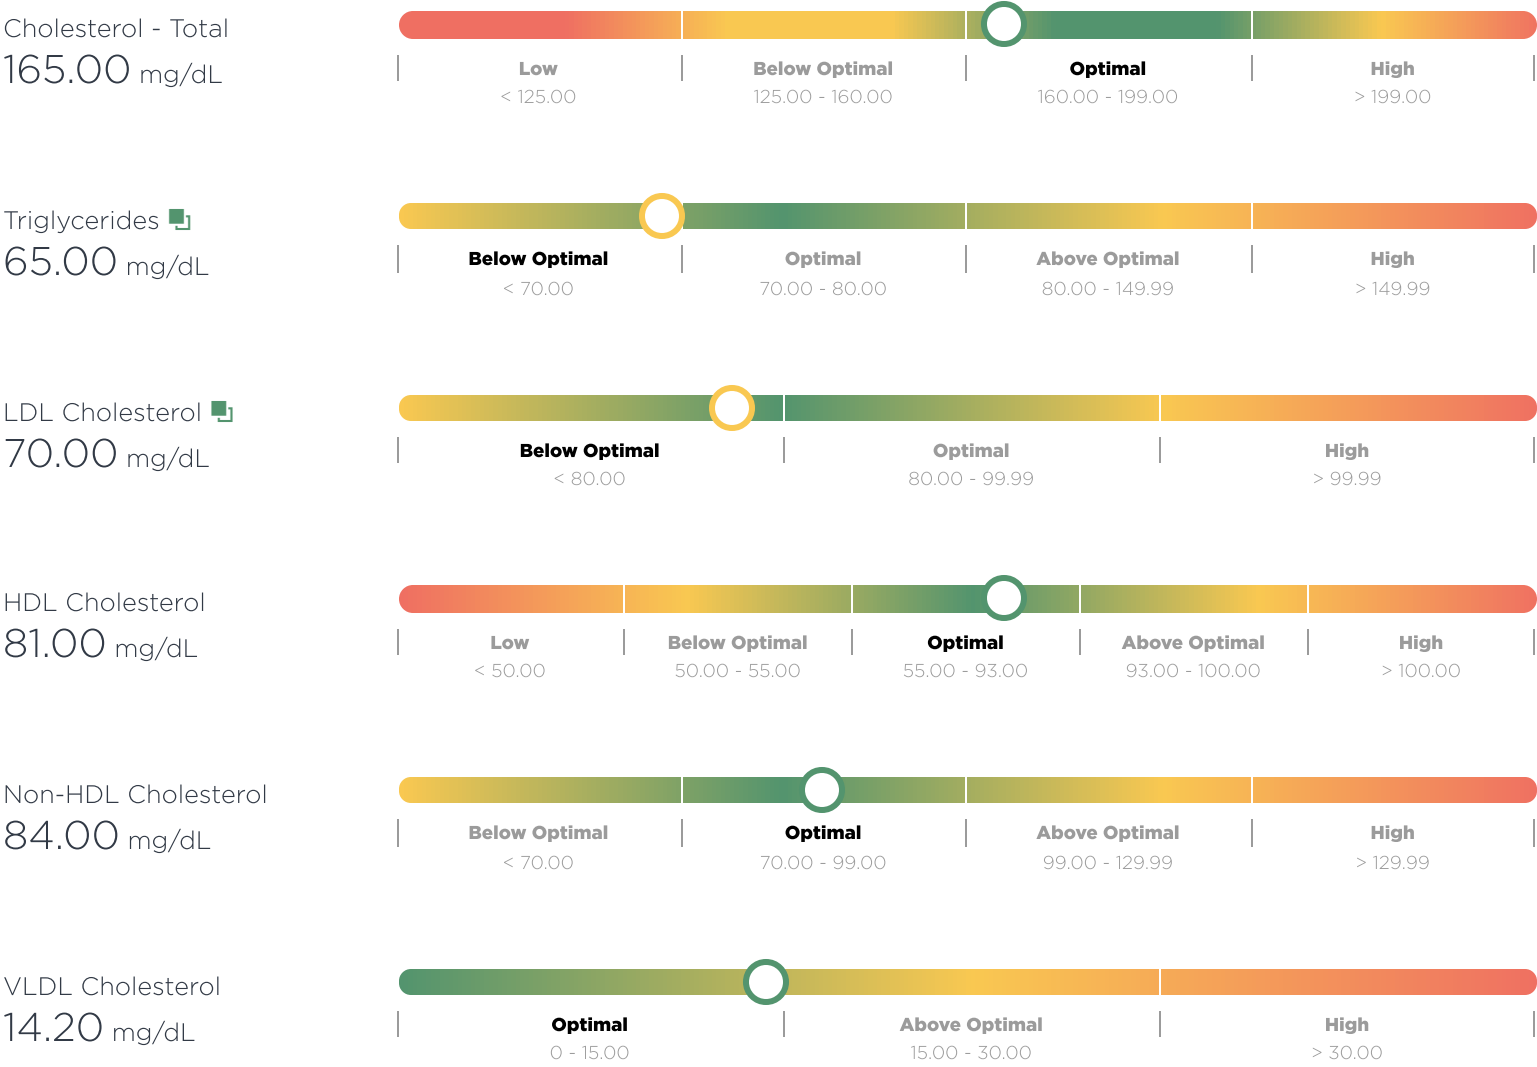 Cholesterol - Total
165.00 mg/dL
Low Below Optimal Optimal High
< 125.00 125.00 - 160.00 160.00 - 199.00 > 199.00
Triglycerides
65.00 mg/dL
Below Optimal Optimal Above Optimal High
< 70.00 70.00 - 80.00 80.00 - 149.99 > 149.99
LDL Cholesterol
70.00 mg/dL
Below Optimal Optimal High
< 80.00 80.00 - 99.99 > 99.99
HDL Cholesterol
81.00 mg/dL
Low Below Optimal Optimal Above Optimal High
< 50.00 50.00 - 55.00 55.00 - 93.00 93.00 - 100.00 > 100.00
Non-HDL Cholesterol
84.00 mg/dL
Below Optimal Optimal Above Optimal High
< 70.00 70.00 - 99.00 99.00 - 129.99 > 129.99
VLDL Cholesterol
14.20 mg/dL
Optimal Above Optimal High
0 - 15.00 15.00 - 30.00 > 30.00